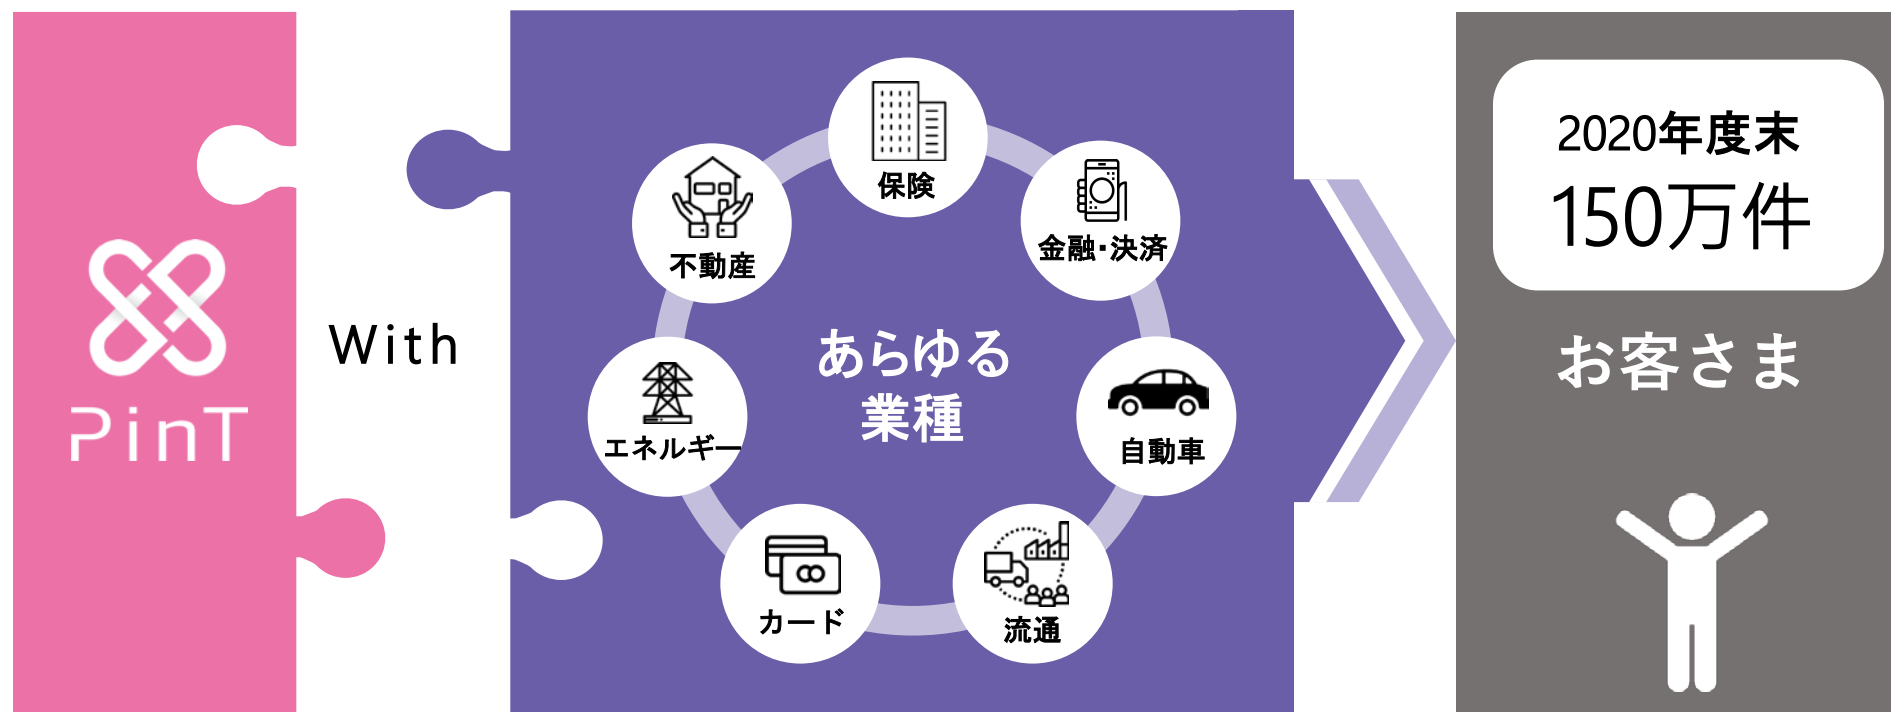 PinT
With
保険
金融・決済
自動車
流通
カード
エネルギー
不動産
あらゆる
業種
2020年度末
150万件
お客さま